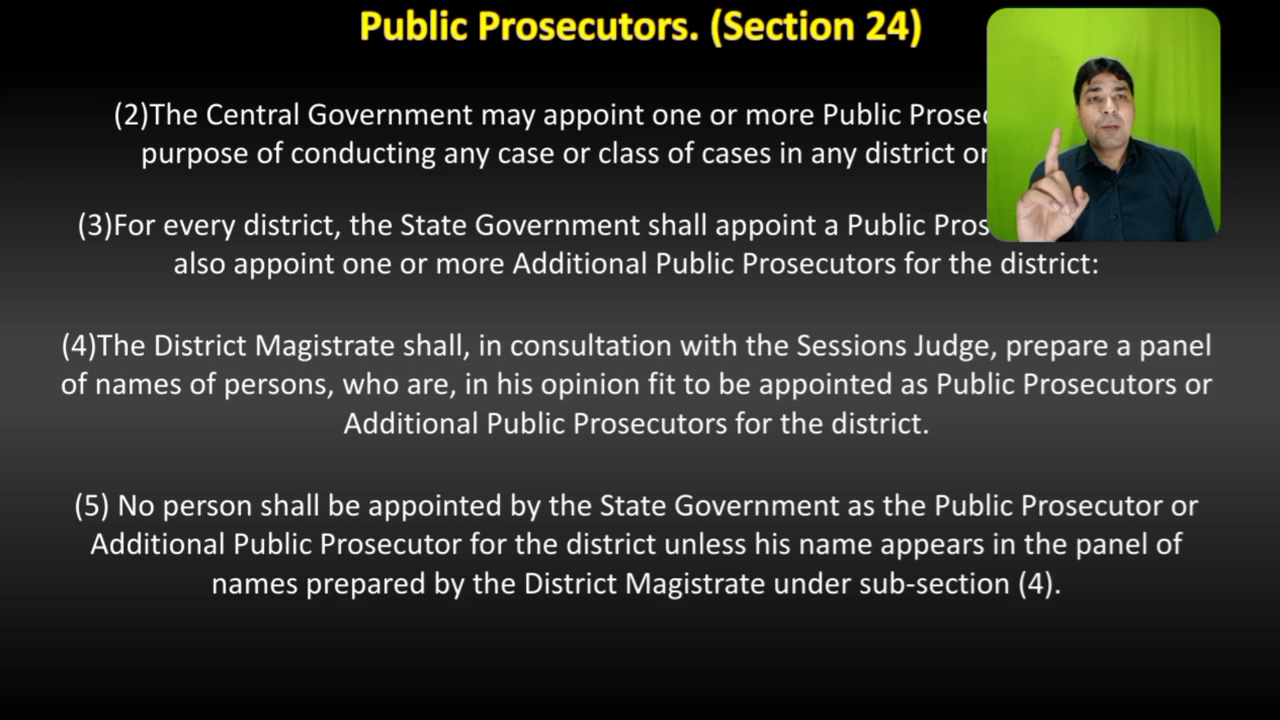 Public Prosecutors. (Section 24)
(2)The Central Government may appoint one or more Public
purpose of conducting any case or class of cases in any district or
(3)For every district, the State Government shall appoint a Public
also appoint one or more Additional Public Prosecutors for the district:
(4)The District Magistrate shall, in consultation with the Sessions Judge, prepare a panel
of names of persons, who are, in his opinion fit to be appointed as Public Prosecutors or
Additional Public Prosecutors for the district.
(5) No person shall be appointed by the State Government as the Public Prosecutor or
Additional Public Prosecutor for the district unless his name appears in the panel of
names prepared by the District Magistrate under sub-section (4).